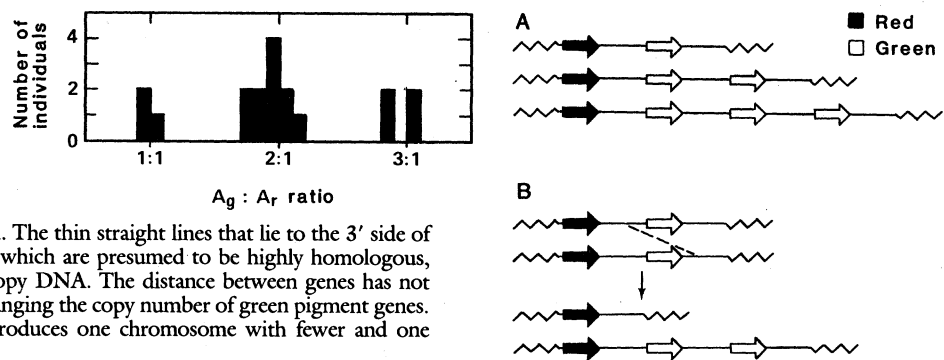 Number of
individuals
4
2
0
1:1 2:1 3:1
Ag : Ar ratio
. The thin straight lines that lie to the 3′ side of
which are presumed to be highly homologous,
opy DNA. The distance between genes has not
nging the copy number of green pigment genes.
roduces one chromosome with fewer and one
A
Red
Green
B